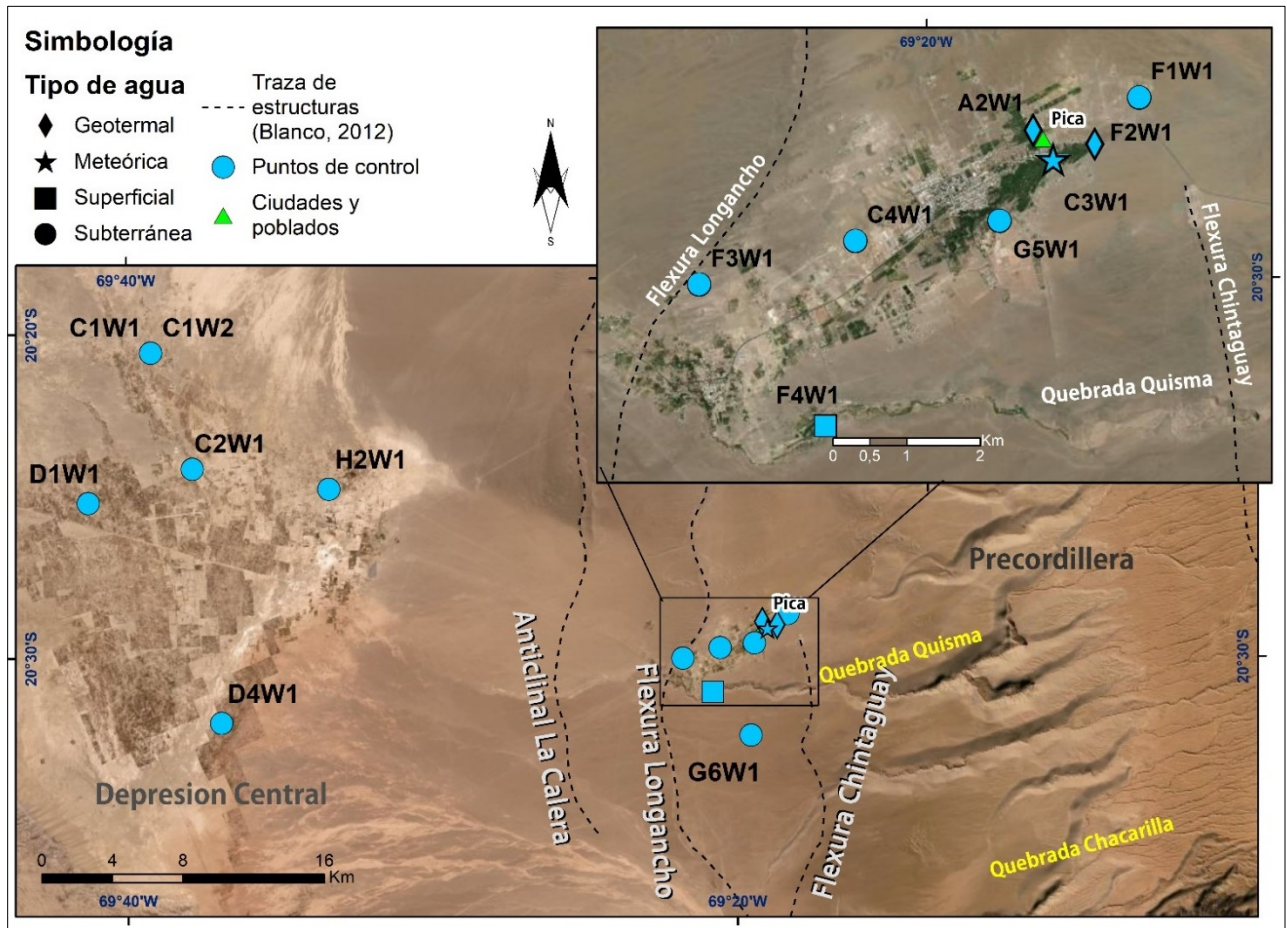 Simbología
Tipo de agua
Geotermal
Meteórica
Superficial
Subterránea
Traza de
estructuras
(Blanco, 2012)
Puntos de control
Ciudades y
poblados
N
S
69°20'W
F1W1
A2W1
Pica
F2W1
C3W1
C4W1
G5W1
F3W1
Flexura Longancho
Flexura Chintaguay
20°30'S
Quebrada Quisma
F4W1
Km
0 0,5 1 2
69°40'W
20°20'S
C1W1 C1W2
C2W1
H2W1
D1W1
D4W1
20°30'S
Depresion Central
Anticlinal La Calera
Flexura Longancho
Flexura Chintaguay
Pica
Precordillera
Quebrada Quisma
20°30'S
G6W1
Quebrada Chacarilla
0 4 8 16
Km
69°40'W
69°20'W